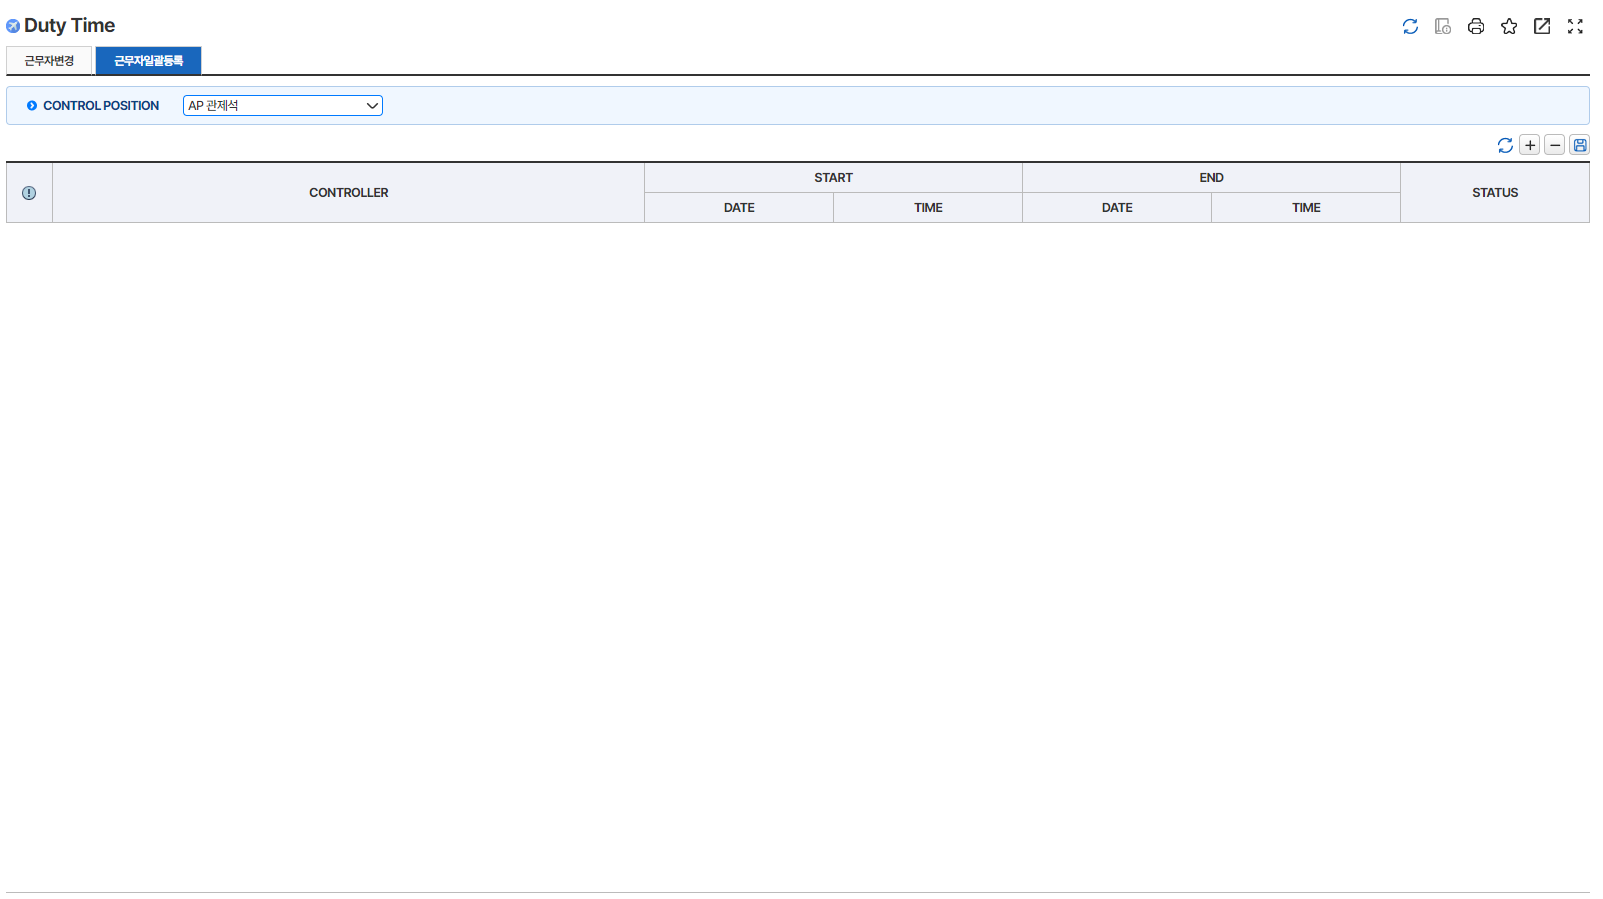 Duty Time
근무자변경
근무자일괄등록
CONTROL POSITION
AP 관제석
CONTROLLER
START
END
STATUS
DATE
TIME
DATE
TIME